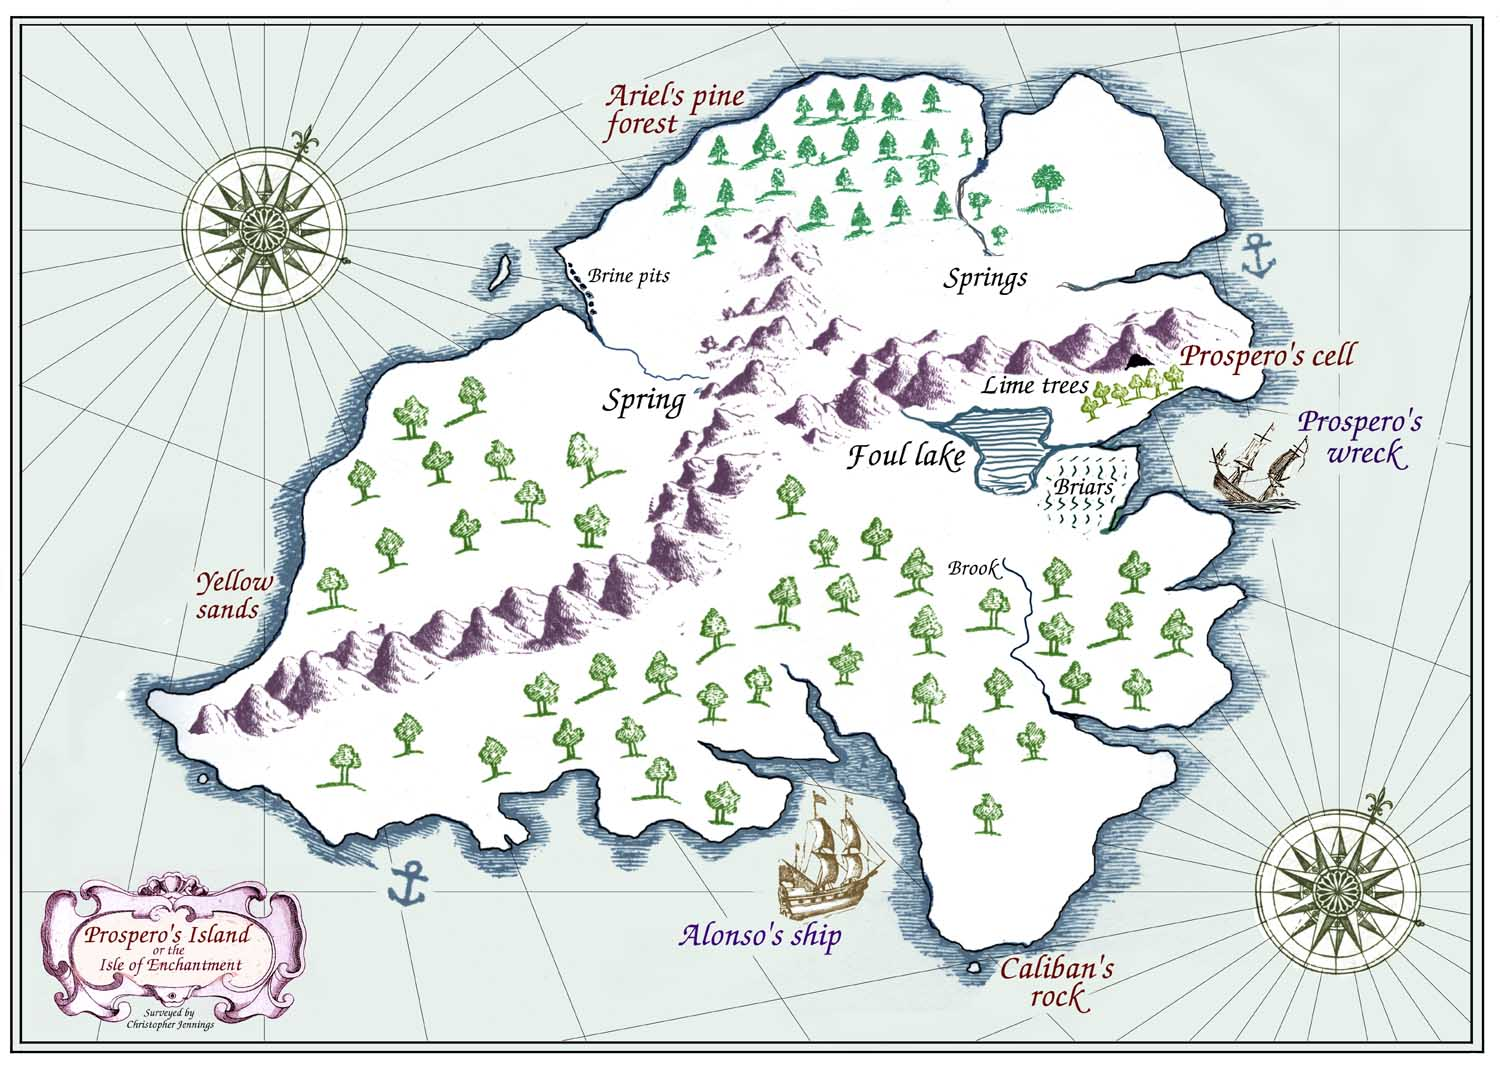 Ariel's pine
forest
Brine pits
Springs
Prospero's cell
Lime trees
Spring
Prospero's
wreck
Foul lake
Briars
Brook
Yellow
sands
Alonso's ship
Caliban's
rock
Prospero's Island
or the
Isle of Enchantment
Surveyed by
Christopher Jennings